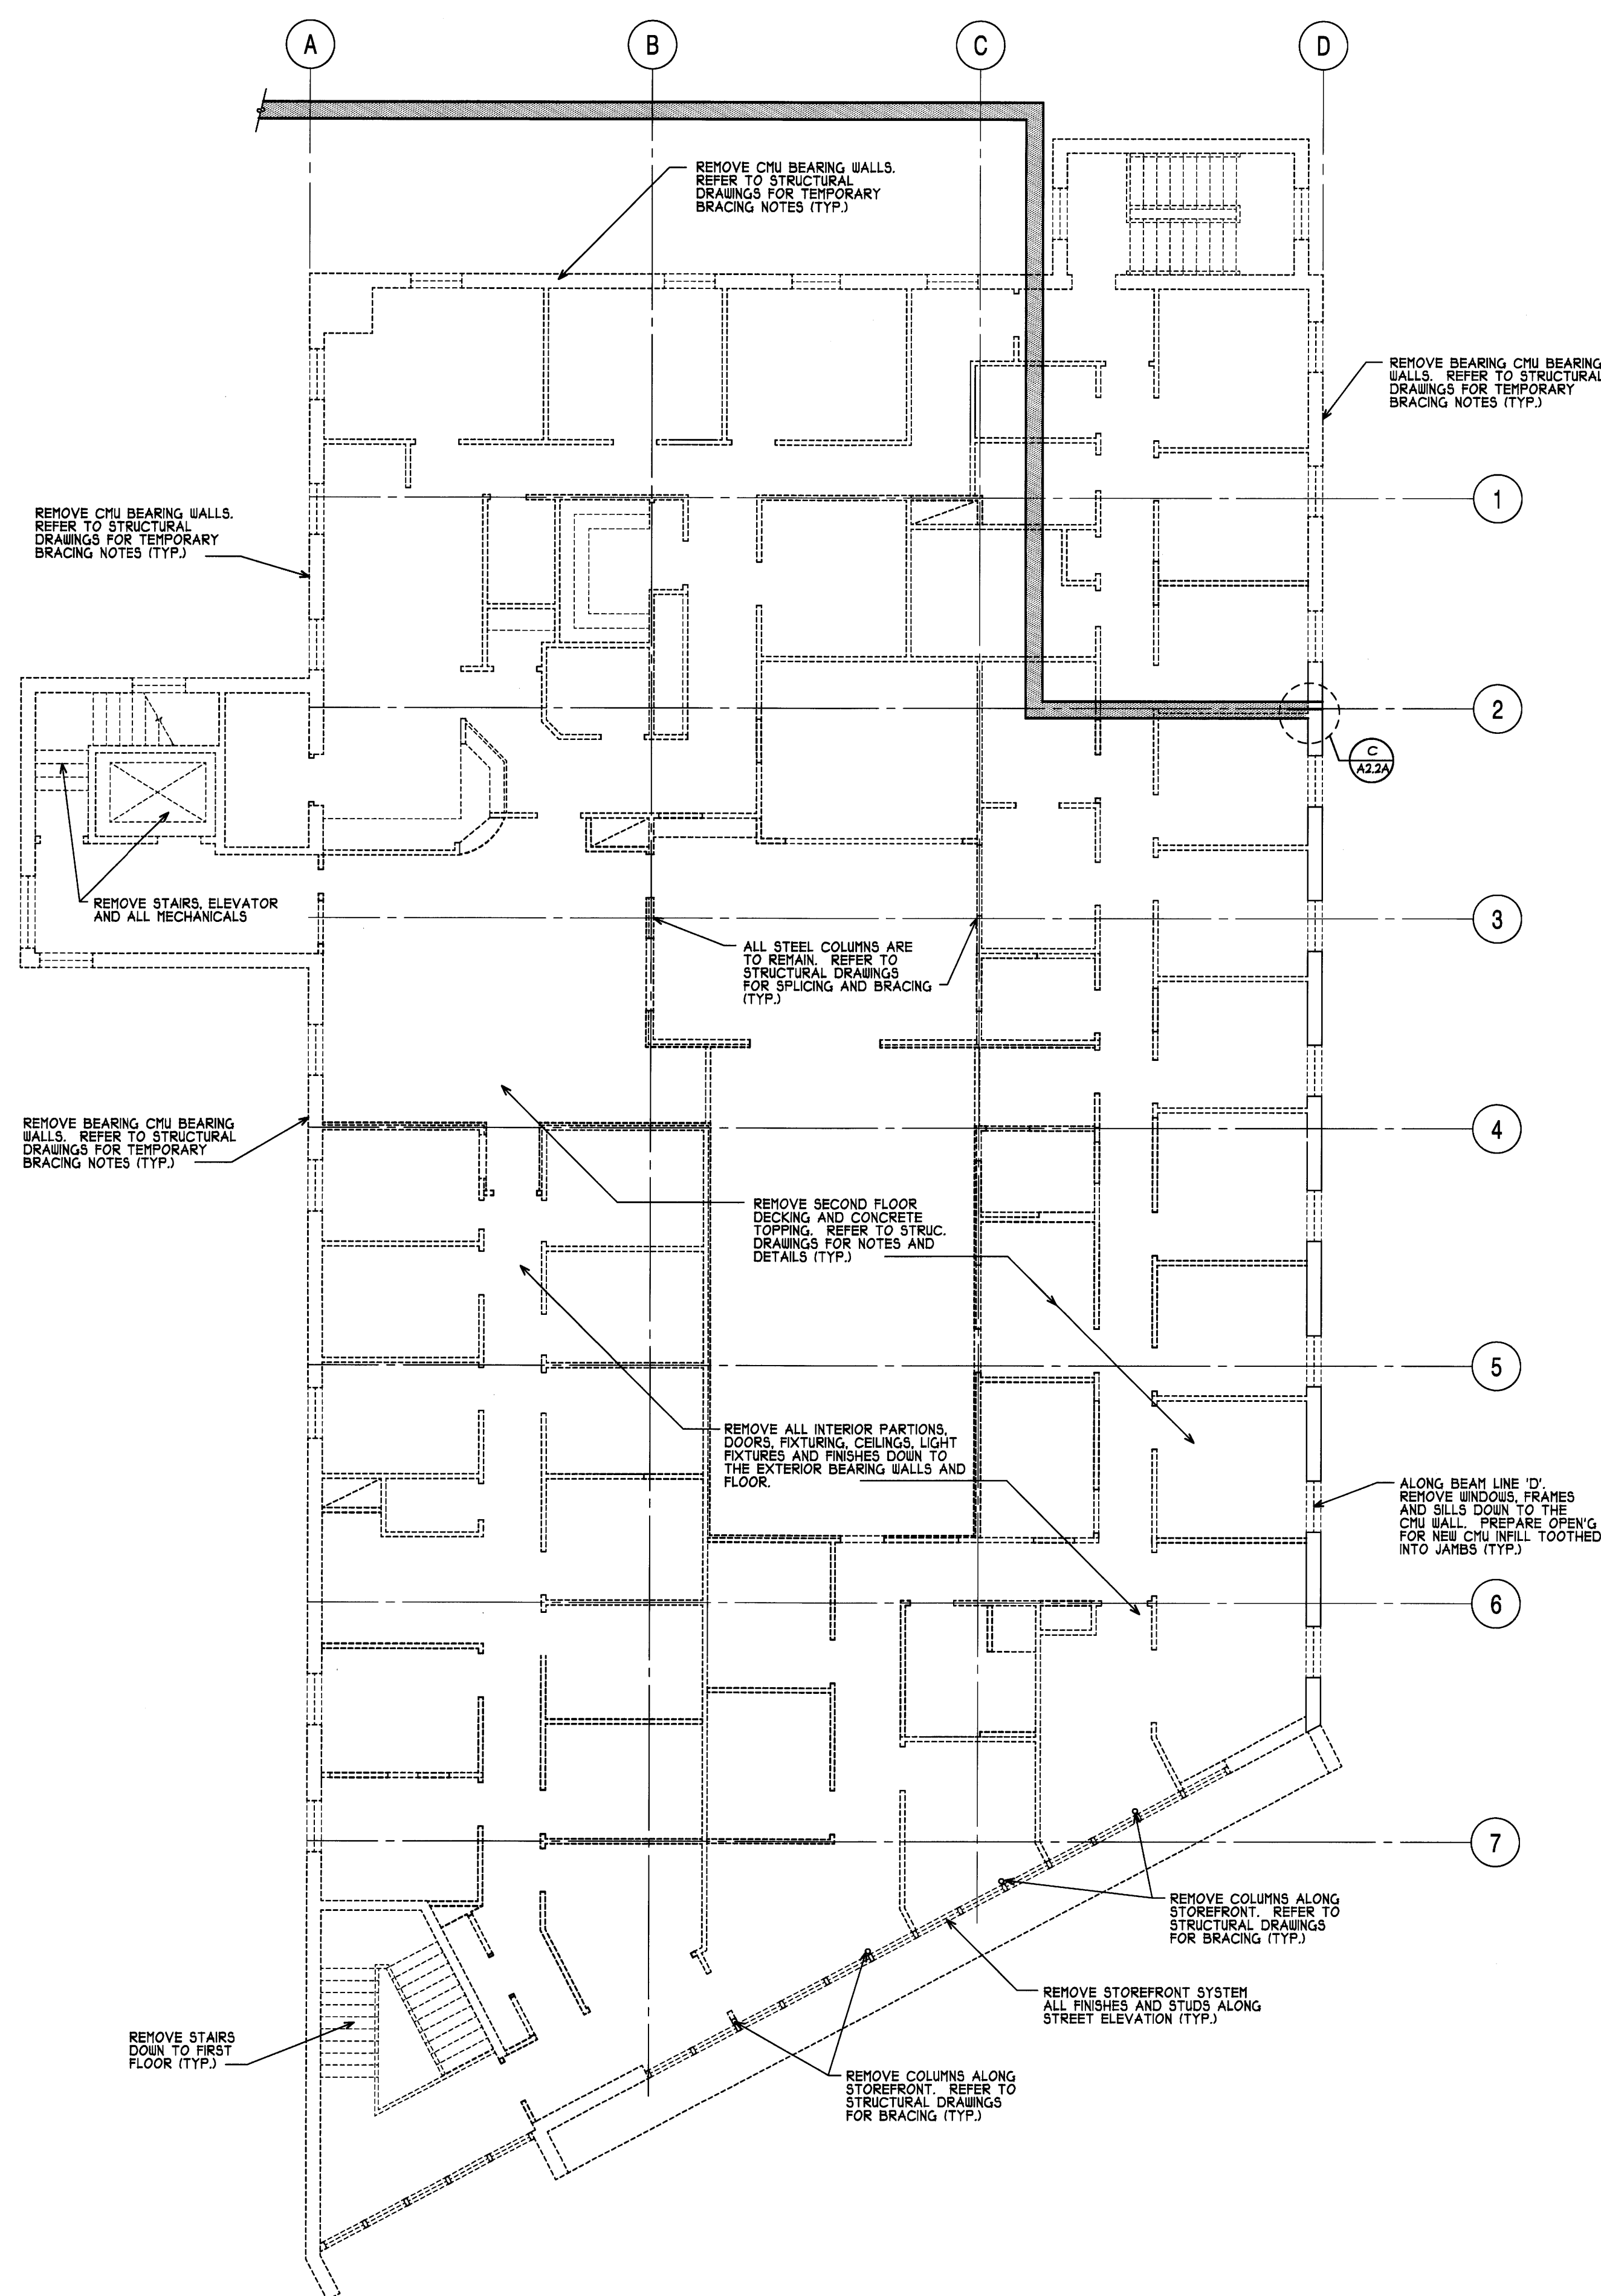 A
B
C
D
REMOVE CMU BEARING WALLS.
REFER TO STRUCTURAL
DRAWINGS FOR TEMPORARY
BRACING NOTES (TYP.)
REMOVE BEARING CMU BEARING
WALLS. REFER TO STRUCTURAL
DRAWINGS FOR TEMPORARY
BRACING NOTES (TYP.)
1
REMOVE CMU BEARING WALLS.
REFER TO STRUCTURAL
DRAWINGS FOR TEMPORARY
BRACING NOTES (TYP.)
2
C
A2.2A
REMOVE STAIRS, ELEVATOR
AND ALL MECHANICALS
3
ALL STEEL COLUMNS ARE
TO REMAIN. REFER TO
STRUCTURAL DRAWINGS
FOR SPLICING AND BRACING
(TYP.)
REMOVE BEARING CMU BEARING
WALLS. REFER TO STRUCTURAL
DRAWINGS FOR TEMPORARY
BRACING NOTES (TYP.)
4
REMOVE SECOND FLOOR
DECKING AND CONCRETE
TOPPING. REFER TO STRUC.
DRAWINGS FOR NOTES AND
DETAILS (TYP.)
5
REMOVE ALL INTERIOR PARTIONS,
DOORS, FIXTURING, CEILINGS, LIGHT
FIXTURES AND FINISHES DOWN TO
THE EXTERIOR BEARING WALLS AND
FLOOR.
ALONG BEAM LINE 'D'.
REMOVE WINDOWS, FRAMES
AND SILLS DOWN TO THE
CMU WALL. PREPARE OPEN'G
FOR NEW CMU INFILL TOOTHED
INTO JAMBS (TYP.)
6
7
REMOVE COLUMNS ALONG
STOREFRONT. REFER TO
STRUCTURAL DRAWINGS
FOR BRACING (TYP.)
REMOVE STOREFRONT SYSTEM
ALL FINISHES AND STUDS ALONG
STREET ELEVATION (TYP.)
REMOVE STAIRS
DOWN TO FIRST
FLOOR (TYP.)
REMOVE COLUMNS ALONG
STOREFRONT. REFER TO
STRUCTURAL DRAWINGS
FOR BRACING (TYP.)